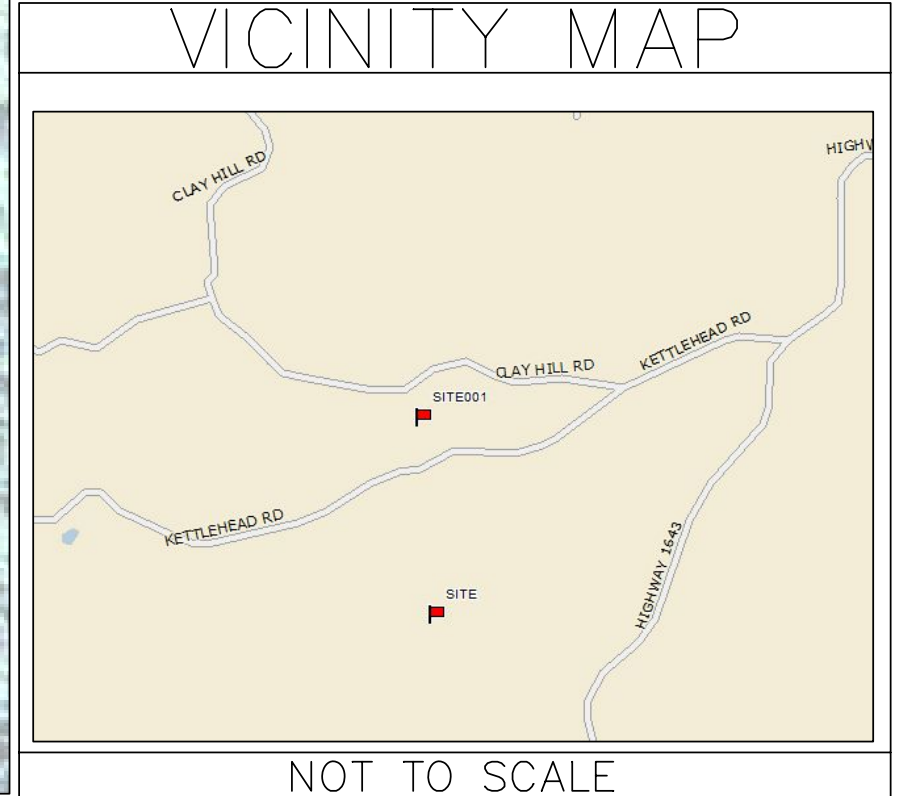 VICINITY MAP
HIGHW
CLAY HILL RD
KETTLEHEAD RD
CLAY HILL RD
SITE001
KETTLEHEAD RD
HIGHWAY 1643
SITE
NOT TO SCALE